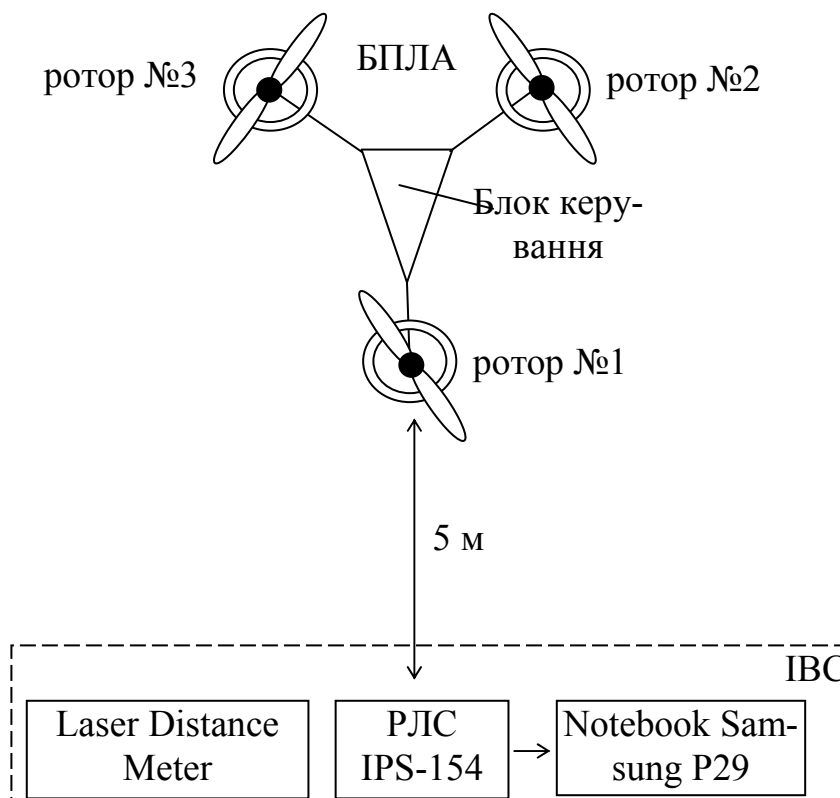 БПЛА
ротор №3
ротор №2
Блок керу-
вання
ротор №1
5 м
ІВС
Laser Distance
Meter
РЛС
IPS-154
Notebook Sam-
sung P29